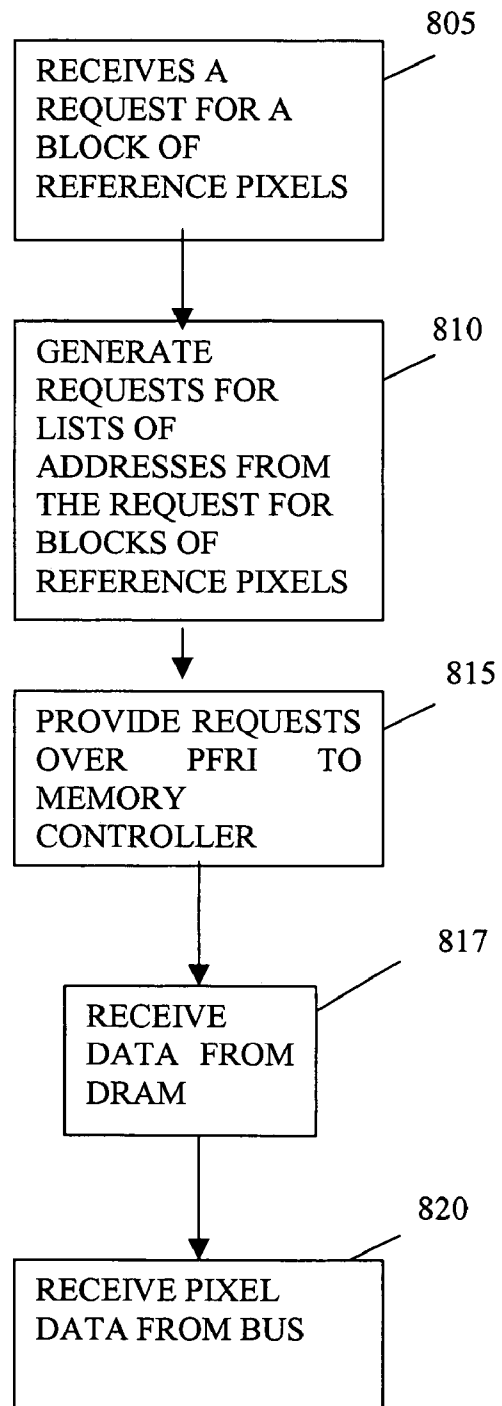 805
RECEIVES A
REQUEST FOR A
BLOCK OF
REFERENCE PIXELS
810
GENERATE
REQUESTS FOR
LISTS OF
ADDRESSES FROM
THE REQUEST FOR
BLOCKS OF
REFERENCE PIXELS
815
PROVIDE REQUESTS
OVER PFRI TO
MEMORY
CONTROLLER
817
RECEIVE
DATA FROM
DRAM
820
RECEIVE PIXEL
DATA FROM BUS